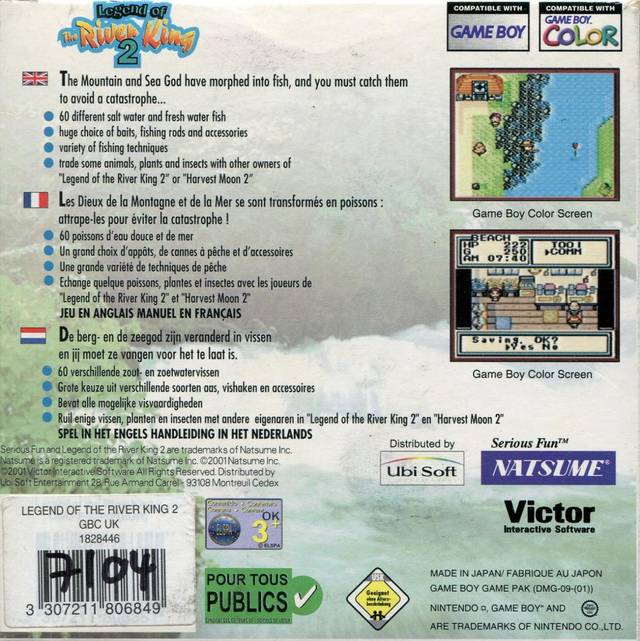 Legend of
The River King
2
COMPATIBLE WITH
GAME BOY
COMPATIBLE WITH
GAME BOY
COLOR
The Mountain and Sea God have morphed into fish, and you must catch them
to avoid a catastrophe...
60 different salt water and fresh water fish
huge choice of baits, fishing rods and accessories
variety of fishing techniques
trade some animals, plants and insects with other owners of
"Legend of the River King 2" or "Harvest Moon 2"
Game Boy Color Screen
Les Dieux de la Montagne et de la Mer se sont transformés en poissons :
attrape-les pour éviter la catastrophe !
60 poissons d'eau douce et de mer
Un grand choix d'appâts, de cannes à pêche et d'accessoires
Une grande variété de techniques de pêche
Echange quelque poissons, plantes et insectes avec les joueurs de
"Legend of the River King 2" et "Harvest Moon 2"
JEU EN ANGLAIS MANUEL EN FRANÇAIS
BEACH
HP 222
G 250
AM 07:40
TOOl
COMM
Saving, OK?
Yes No
Game Boy Color Screen
De berg- en de zeegod zijn veranderd in vissen
en jij moet ze vangen voor het te laat is.
60 verschillende zout- en zoetwatervissen
Grote keuze uit verschillende soorten aas, vishaken en accessoires
Bevat alle mogelijke visvaardigheden
Ruil enige vissen, planten en insecten met andere eigenaren in "Legend of the River King 2" en "Harvest Moon 2"
SPEL IN HET ENGELS HANDLEIDING IN HET NEDERLANDS
Serious Fun and Legend of the River King 2 are trademarks of Natsume Inc.
Natsume is a registered trademark of Natsume Inc. ©2001 Natsume Inc.
©2001 Victor Interactive Software All Rights Reserved. Distributed by
Ubi Soft Entertainment 28, Rue Armand Carrel - 93108 Montreuil Cedex
Distributed by
Ubi Soft
Serious Fun™
NATSUME®
Victor
Interactive Software
LEGEND OF THE RIVER KING 2
GBC UK
1828446
7104
3 307211 806849
OK
3+
ELSPA
© ELSPA
POUR TOUS
PUBLICS
USK
Geeignet
ohne Alters-
beschränkung
MADE IN JAPAN/ FABRIQUE AU JAPON
GAME BOY GAME PAK (DMG-09-(01))
NINTENDO ®, GAME BOY™ AND
ARE TRADEMARKS OF NINTENDO CO., LTD.